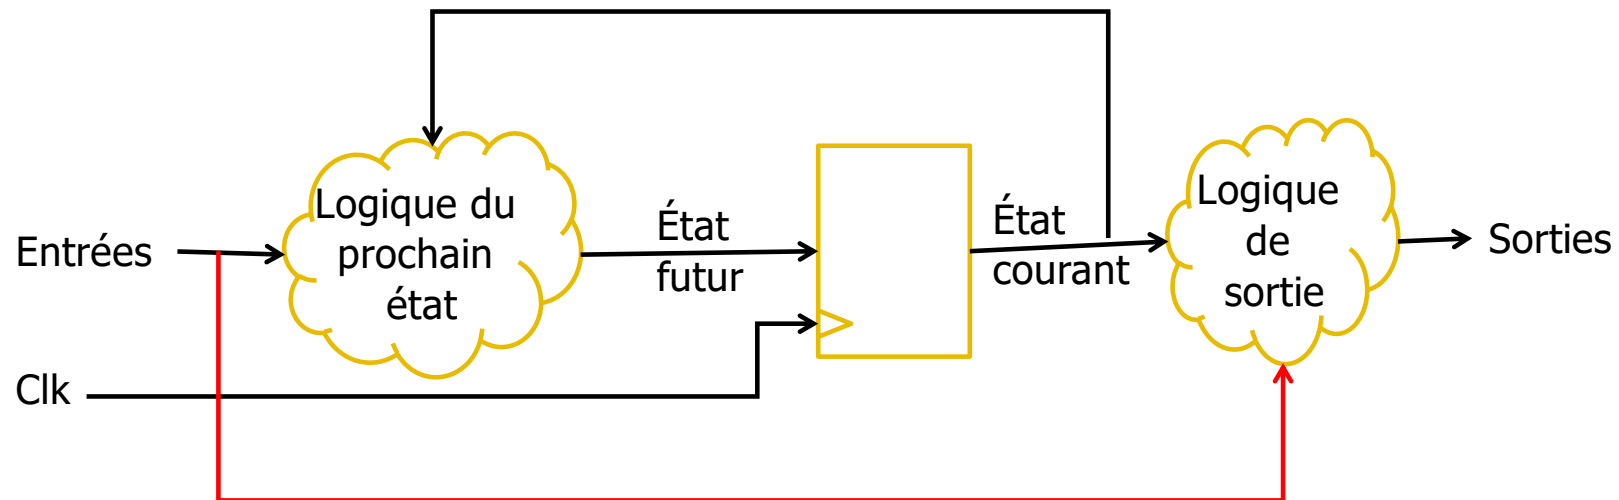 Entrées
Clk
Logique du
prochain
état
État
futur
État
courant
Logique
de
sortie
Sorties